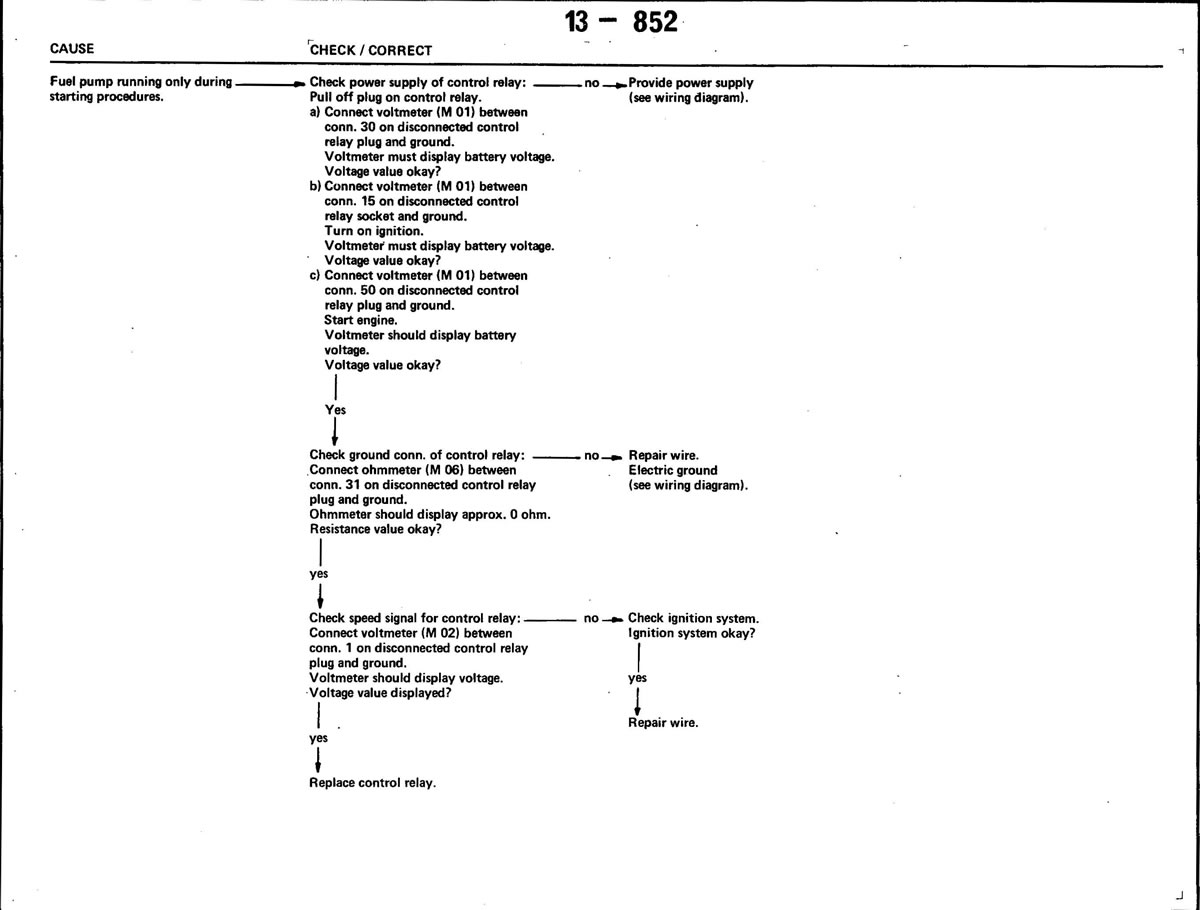 13 — 852
CAUSE
CHECK / CORRECT
Fuel pump running only during
starting procedures.
Check power supply of control relay:
no
Provide power supply
(see wiring diagram).
Pull off plug on control relay.
a) Connect voltmeter (M 01) between
conn. 30 on disconnected control
relay plug and ground.
Voltmeter must display battery voltage.
Voltage value okay?
b) Connect voltmeter (M 01) between
conn. 15 on disconnected control
relay socket and ground.
Turn on ignition.
Voltmeter must display battery voltage.
Voltage value okay?
c) Connect voltmeter (M 01) between
conn. 50 on disconnected control
relay plug and ground.
Start engine.
Voltmeter should display battery
voltage.
Voltage value okay?
Yes
Check ground conn. of control relay:
no
Repair wire.
Electric ground
(see wiring diagram).
Connect ohmmeter (M 06) between
conn. 31 on disconnected control relay
plug and ground.
Ohmmeter should display approx. 0 ohm.
Resistance value okay?
yes
Check speed signal for control relay:
no
Check ignition system.
Ignition system okay?
yes
Repair wire.
Connect voltmeter (M 02) between
conn. 1 on disconnected control relay
plug and ground.
Voltmeter should display voltage.
Voltage value displayed?
yes
Replace control relay.